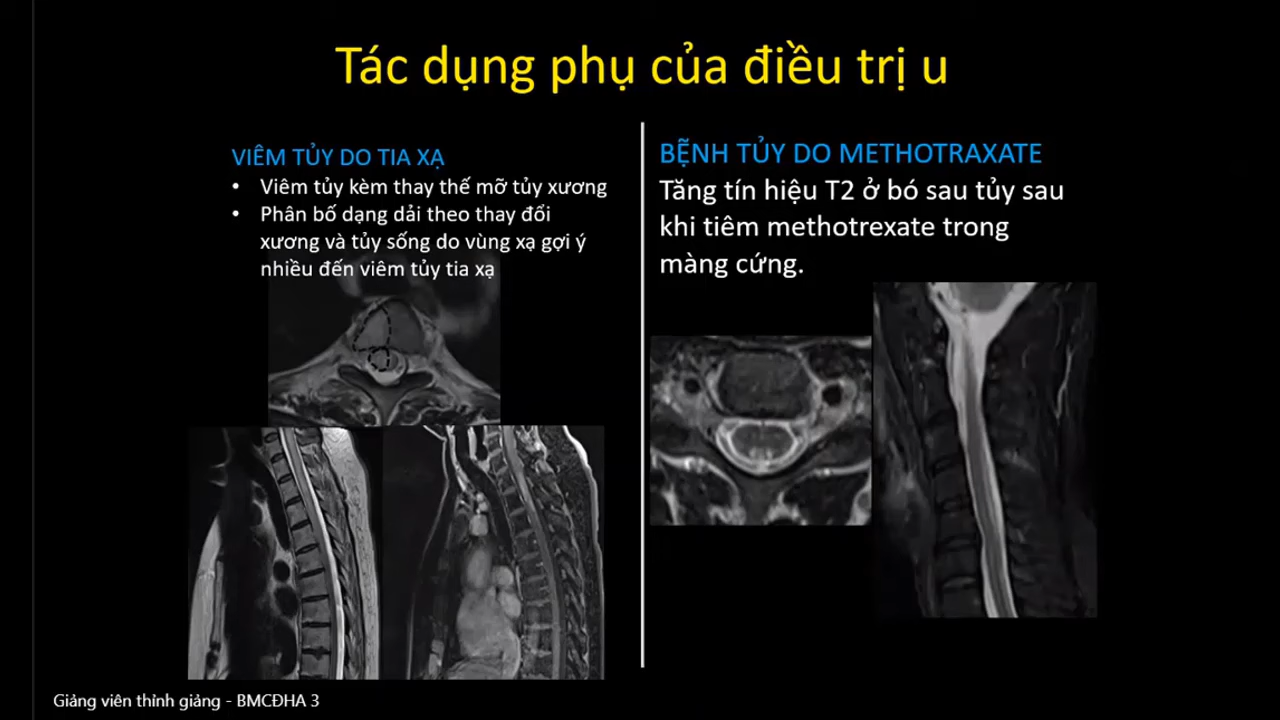 Tác dụng phụ của điều trị u
VIÊM TỦY DO TIA XẠ
• Viêm tủy kèm thay thế mỡ tủy xương
• Phân bố dạng dải theo thay đổi
xương và tủy sống do vùng xạ gợi ý
nhiều đến viêm tủy tia xạ
BỆNH TỦY DO METHOTRAXATE
Tăng tín hiệu T2 ở bó sau tủy sau
khi tiêm methotrexate trong
màng cứng.
Giảng viên thỉnh giảng - BMCĐHA 3